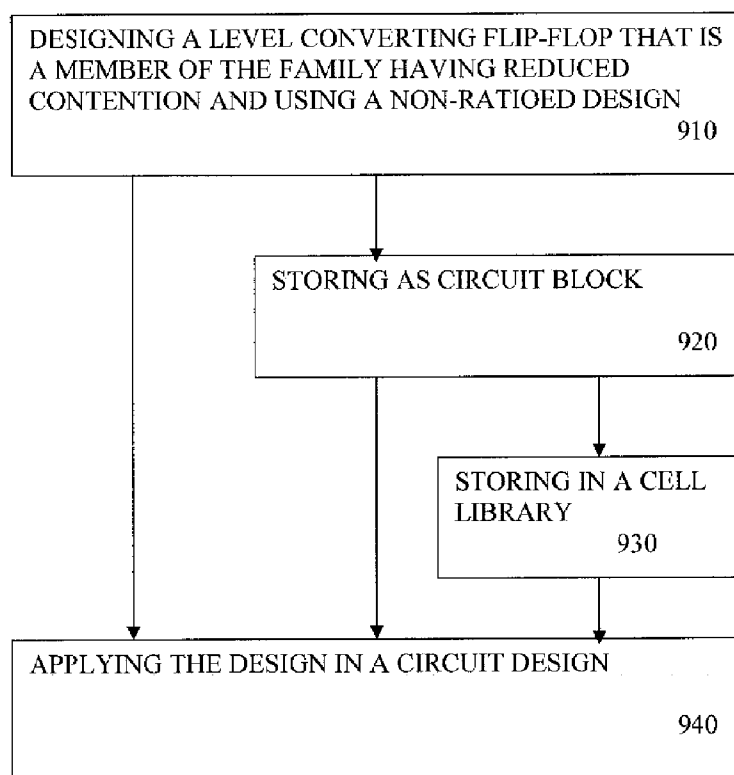 DESIGNING A LEVEL CONVERTING FLIP-FLOP THAT IS
A MEMBER OF THE FAMILY HAVING REDUCED
CONTENTION AND USING A NON-RATIOED DESIGN
910
STORING AS CIRCUIT BLOCK
920
STORING IN A CELL
LIBRARY
930
APPLYING THE DESIGN IN A CIRCUIT DESIGN
940